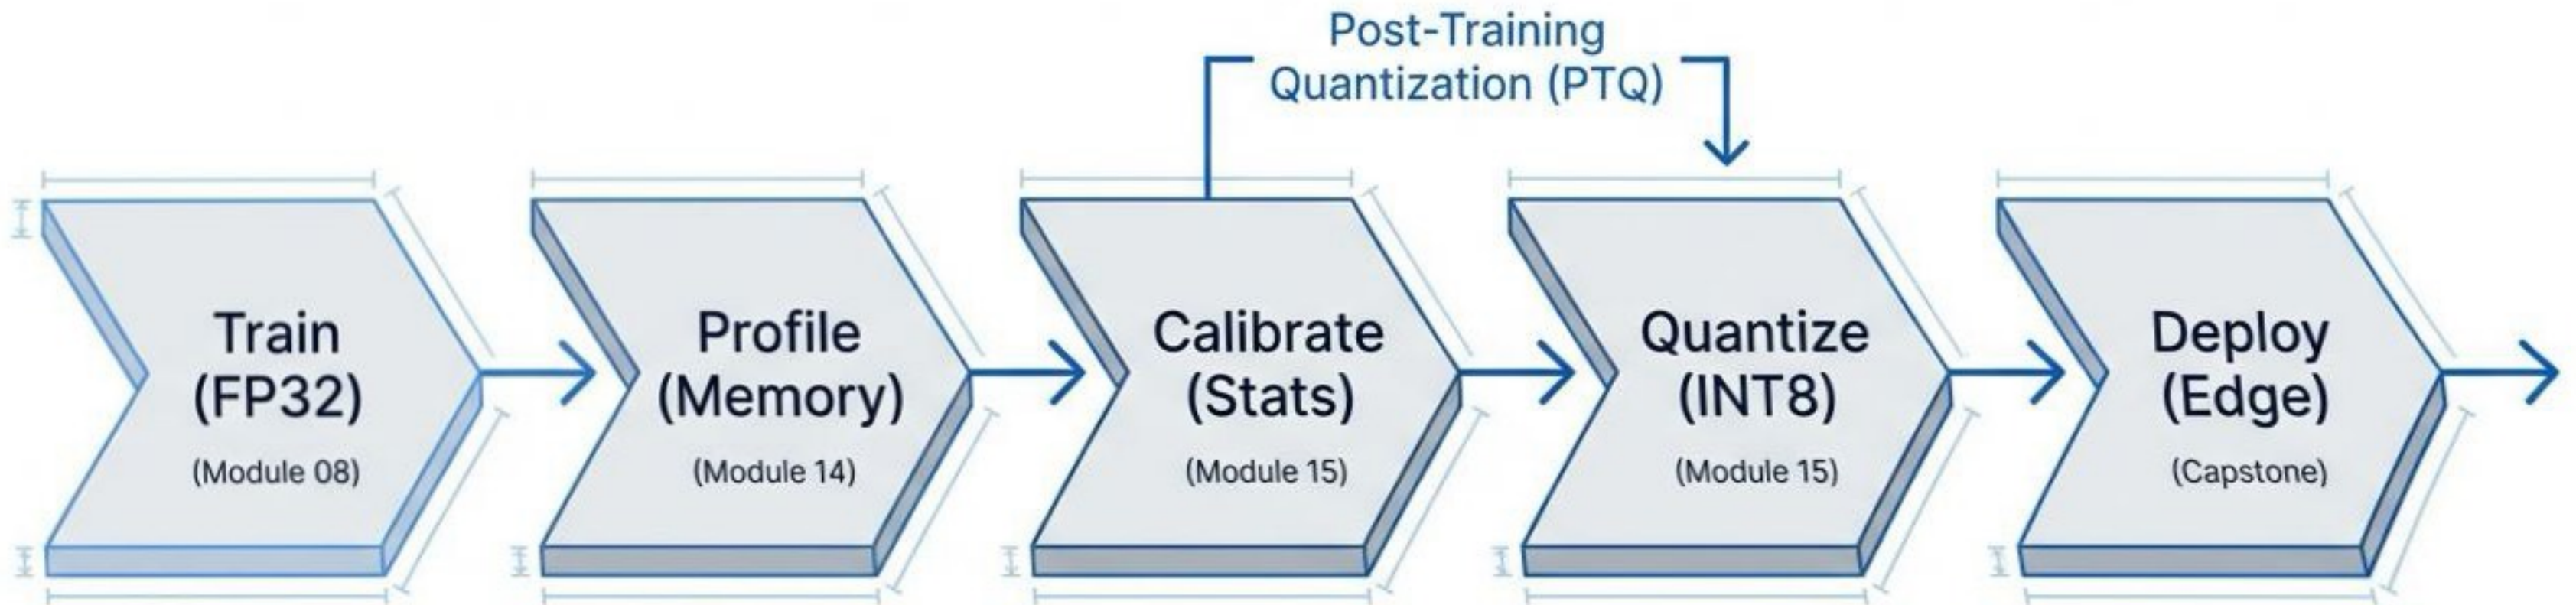 Post-Training
Quantization (PTQ)
Train
(FP32)
(Module 08)
Profile
(Memory)
(Module 14)
Calibrate
(Stats)
(Module 15)
Quantize
(INT8)
(Module 15)
Deploy
(Edge)
(Capstone)